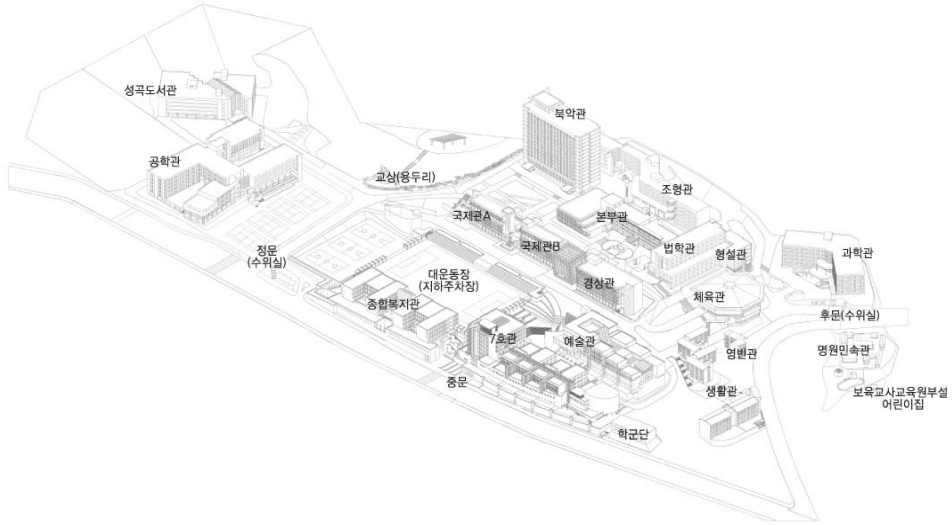 성곡도서관
북악관
공학관
교상(용두리)
조형관
국제관A
본부관
국제관B
법학관
형설관
과학관
정문
(수위실)
대운동장
(지하주차장)
경상관
체육관
종합복지관
후문(수위실)
7호관
예술관
영빈관
명원민속관
중문
생활관
보육교사교육원부설
어린이집
학군단